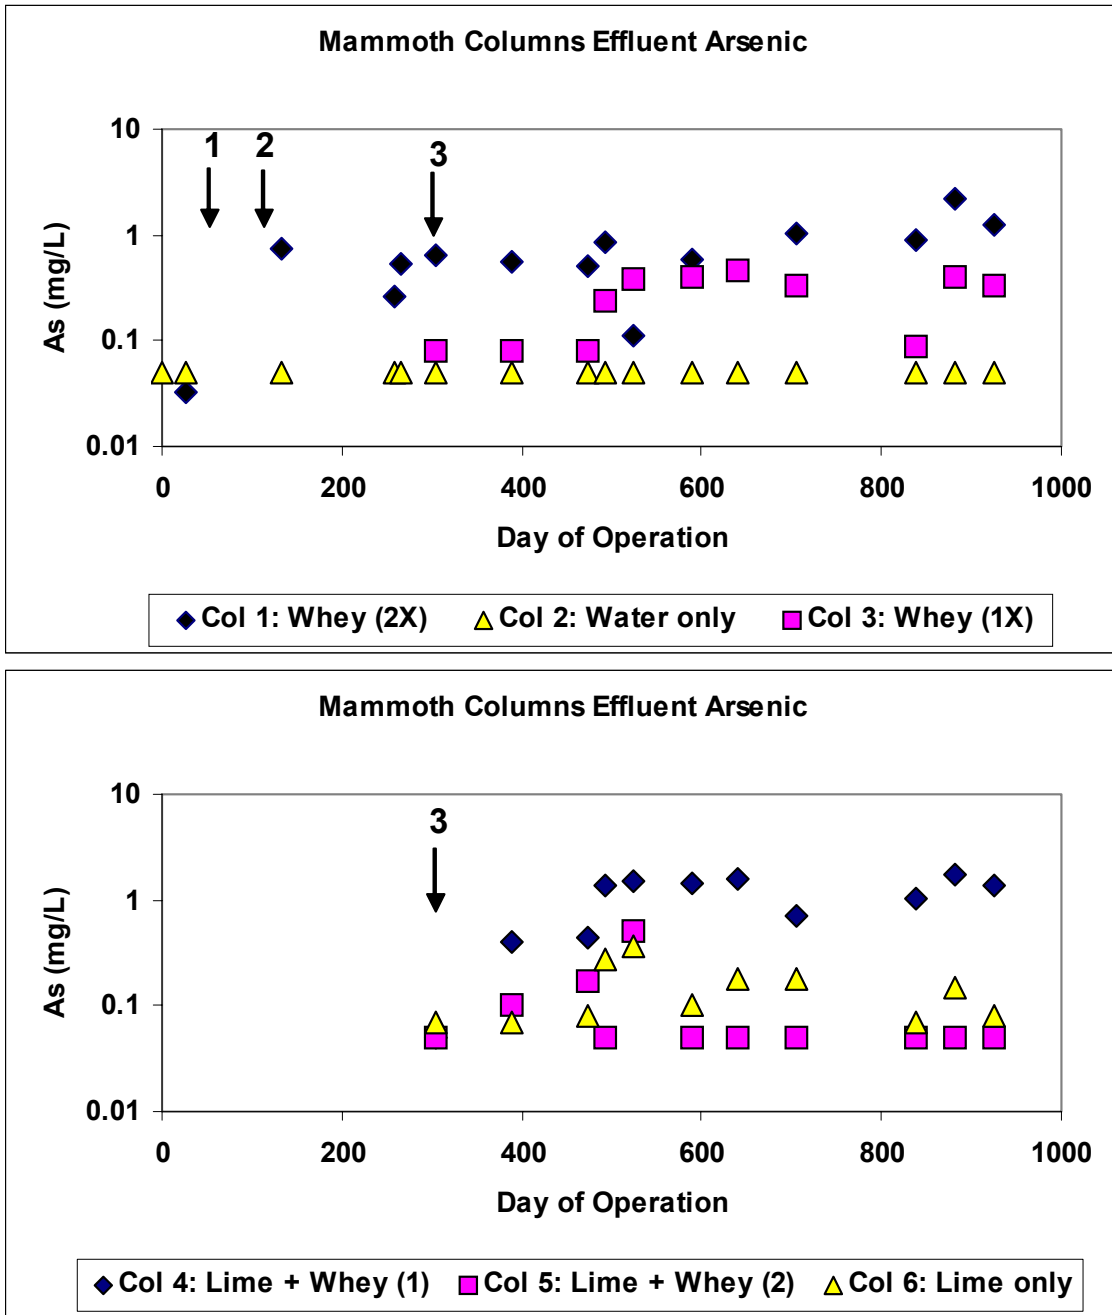 Mammoth Columns Effluent Arsenic
10
1
0.1
0.01
As (mg/L)
1 2 3
0 200 400 600 800 1000
Day of Operation
Col 1: Whey (2X) Col 2: Water only Col 3: Whey (1X)
Mammoth Columns Effluent Arsenic
10
1
0.1
0.01
As (mg/L)
3
0 200 400 600 800 1000
Day of Operation
Col 4: Lime + Whey (1) Col 5: Lime + Whey (2) Col 6: Lime only